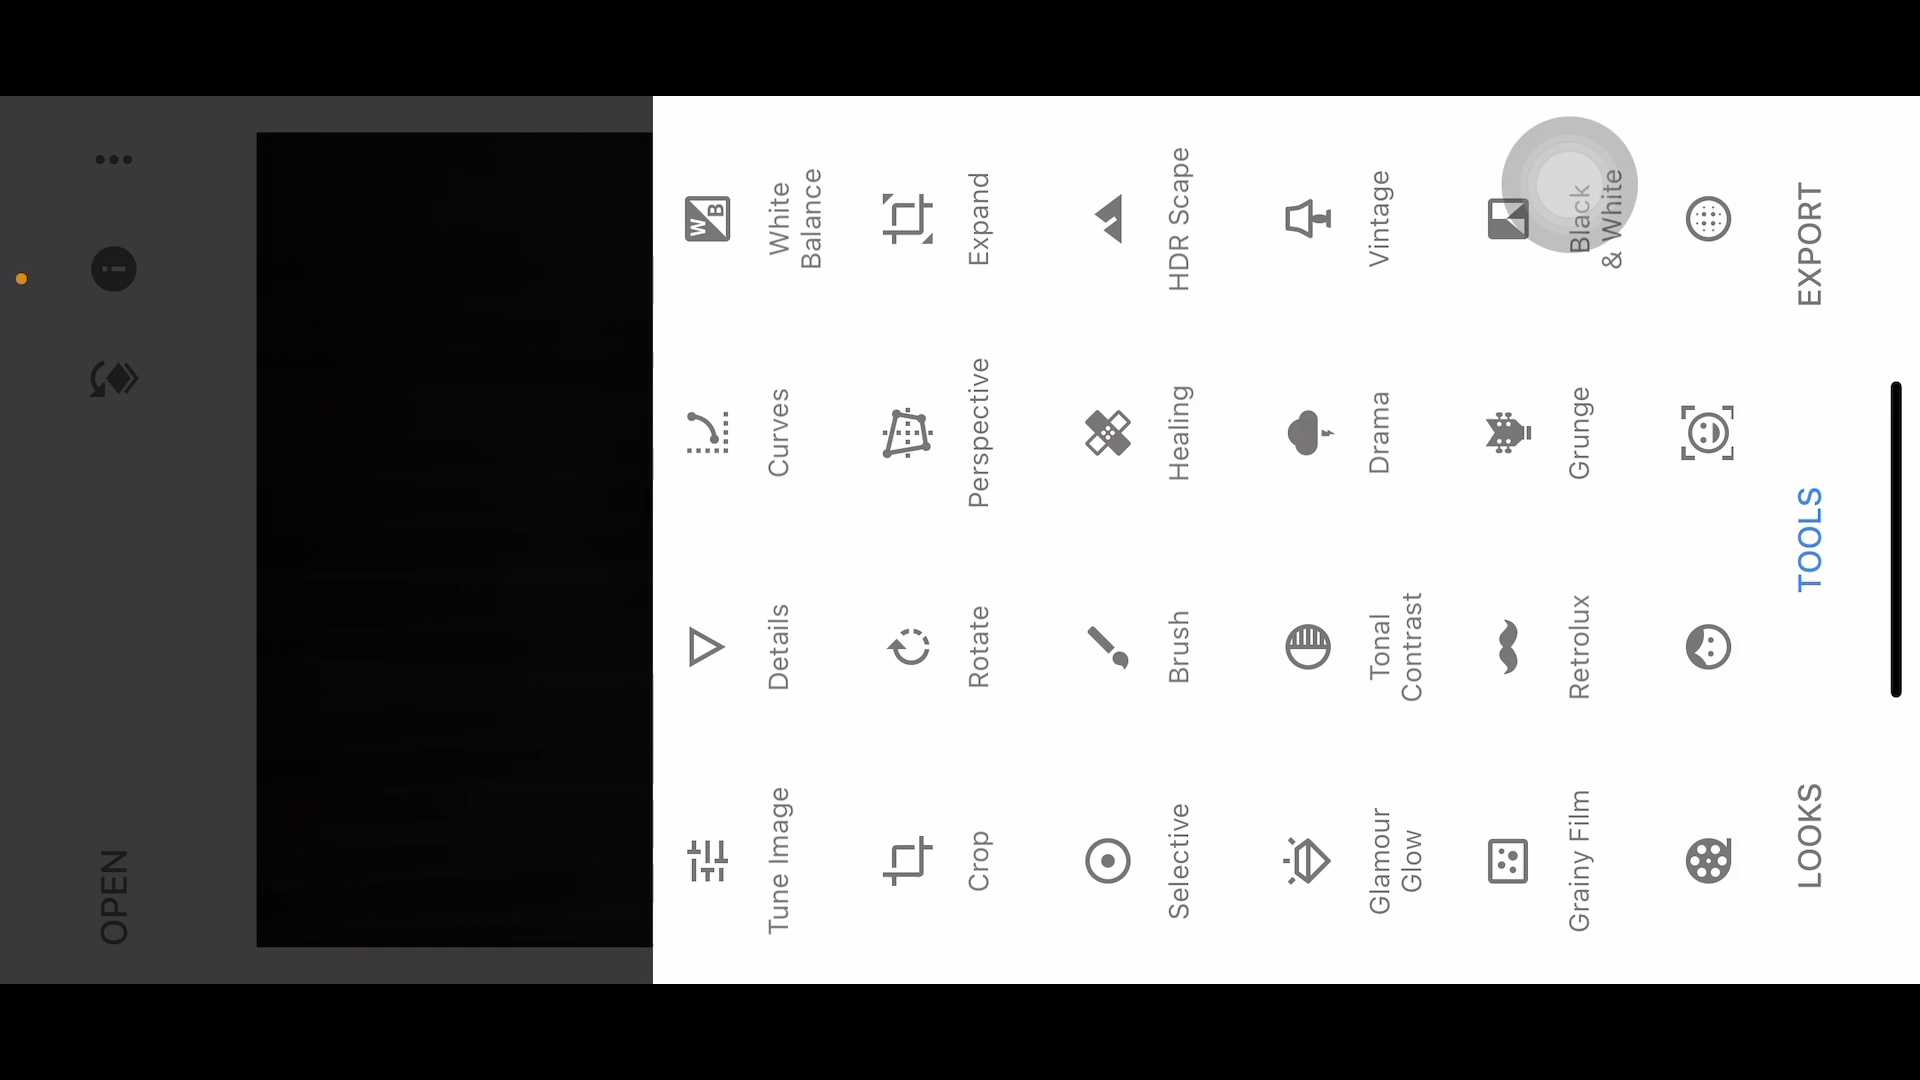 OPEN
Tune Image
Details
Curves
W
B
White
Balance
Crop
Rotate
Perspective
Expand
Selective
Brush
Healing
HDR Scape
Glamour
Glow
Tonal
Contrast
Drama
Vintage
Grainy Film
Retrolux
Grunge
Black
& White
LOOKS
TOOLS
EXPORT